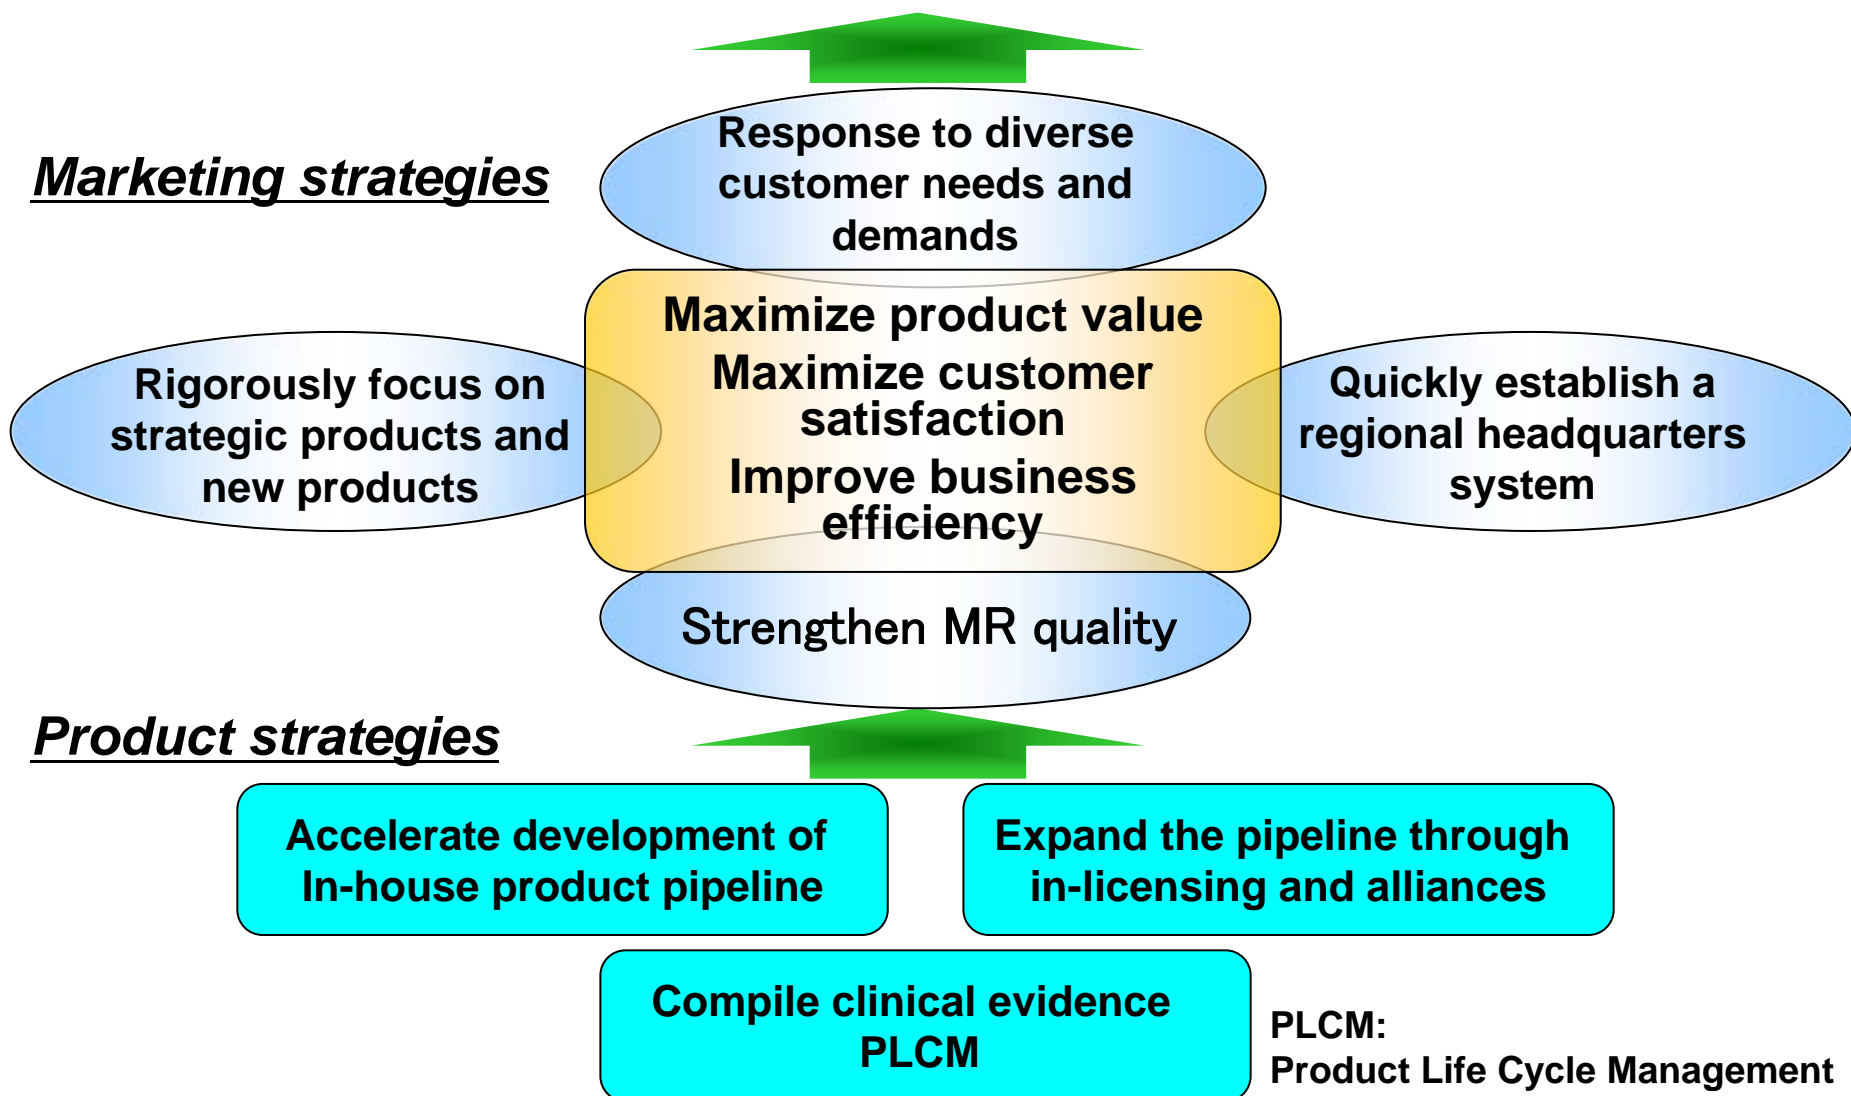 Marketing strategies
Response to diverse
customer needs and
demands
Rigorously focus on
strategic products and
new products
Maximize product value
Maximize customer
satisfaction
Improve business
efficiency
Quickly establish a
regional headquarters
system
Strengthen MR quality
Product strategies
Accelerate development of
In-house product pipeline
Expand the pipeline through
in-licensing and alliances
Compile clinical evidence
PLCM
PLCM:
Product Life Cycle Management